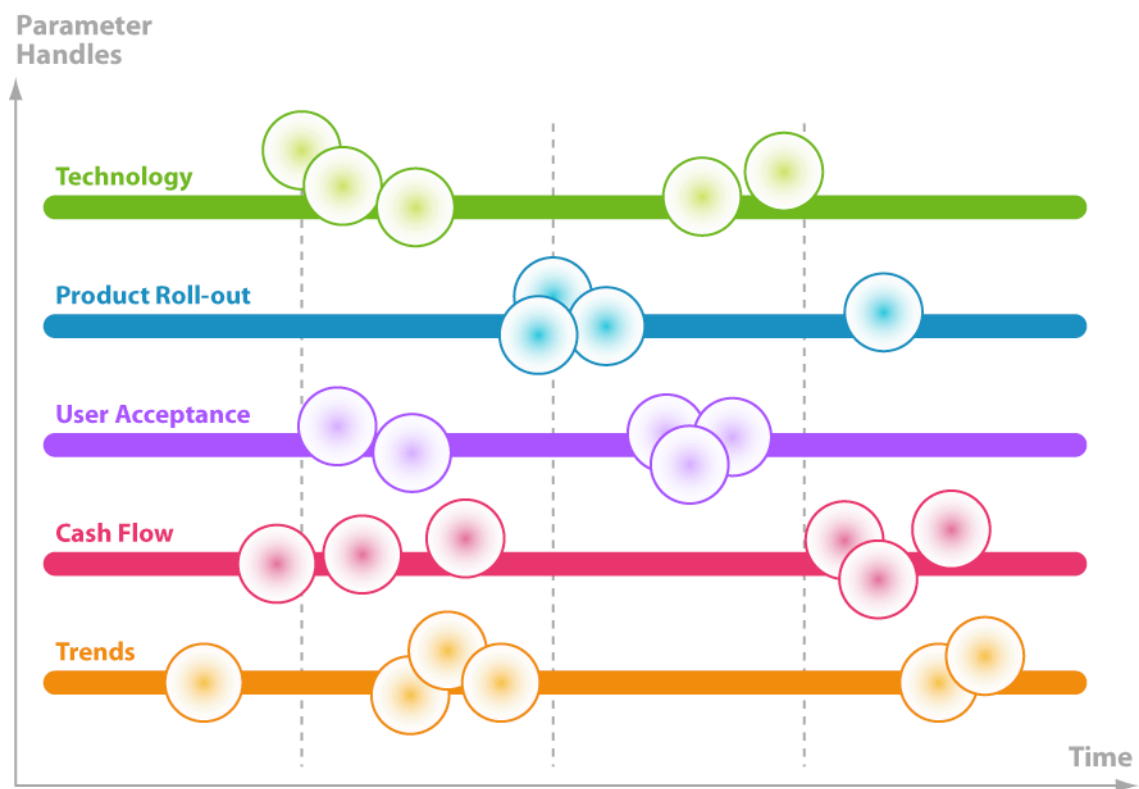 Parameter
Handles
Technology
Product Roll-out
User Acceptance
Cash Flow
Trends
Time